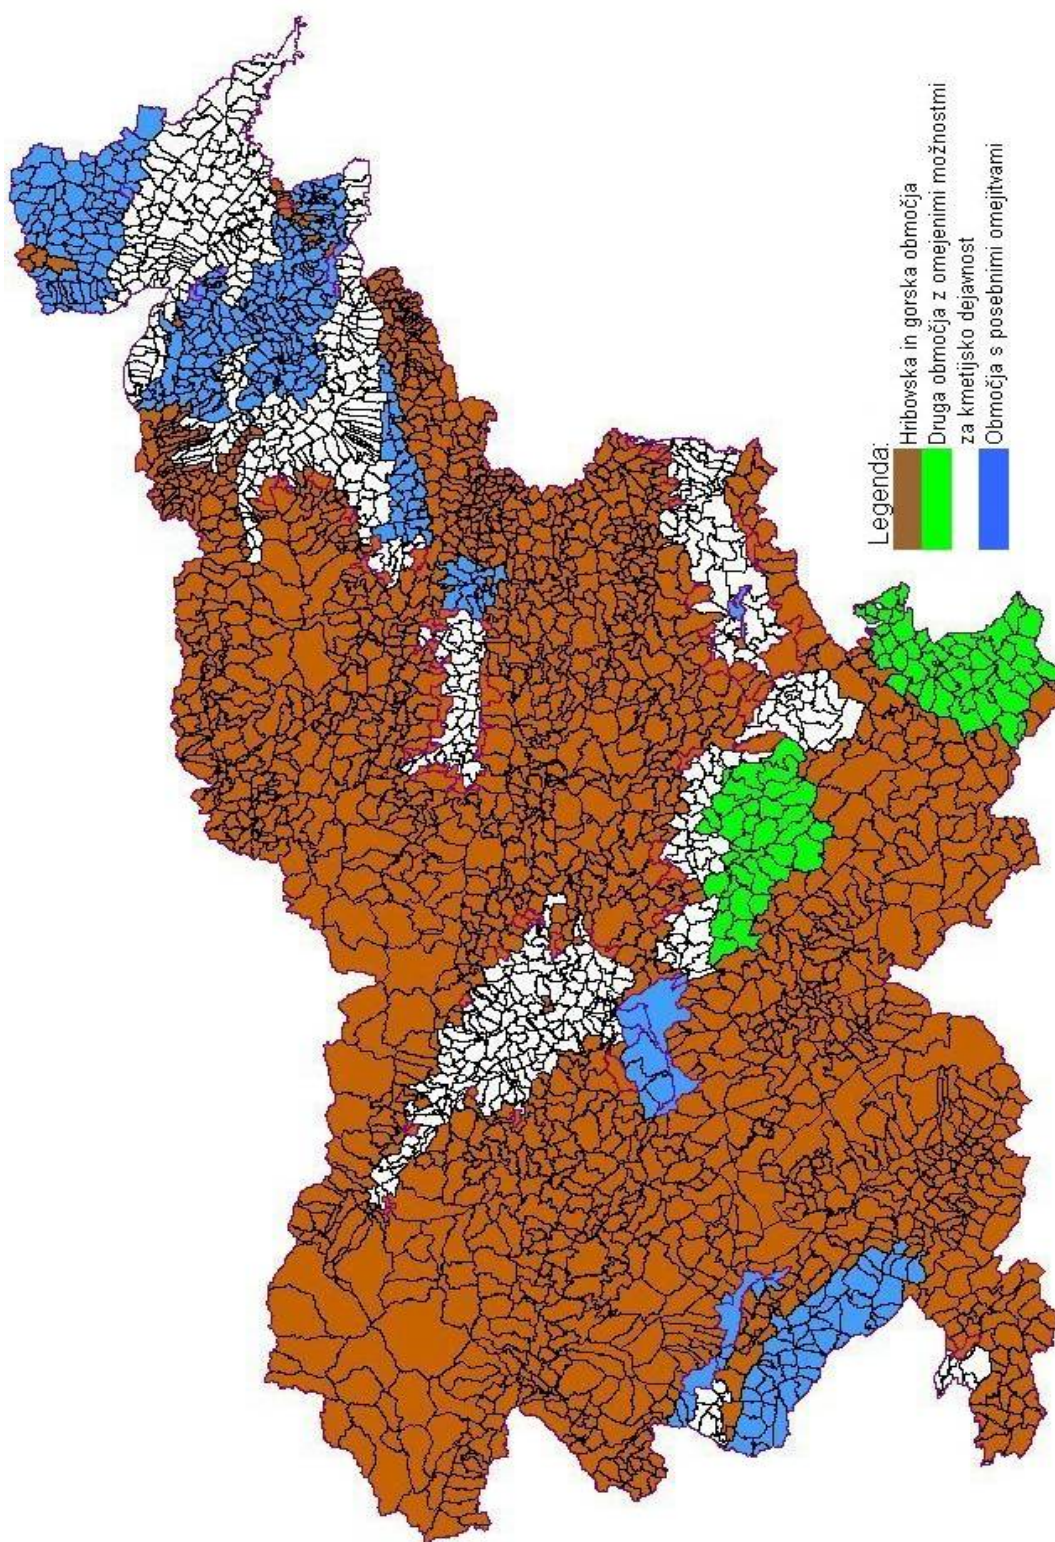 Legenda:
Hribovska in gorska območja
Druga območja z omejenimi možnostmi
za kmetijsko dejavnost
Območja s posebnimi omejitvami